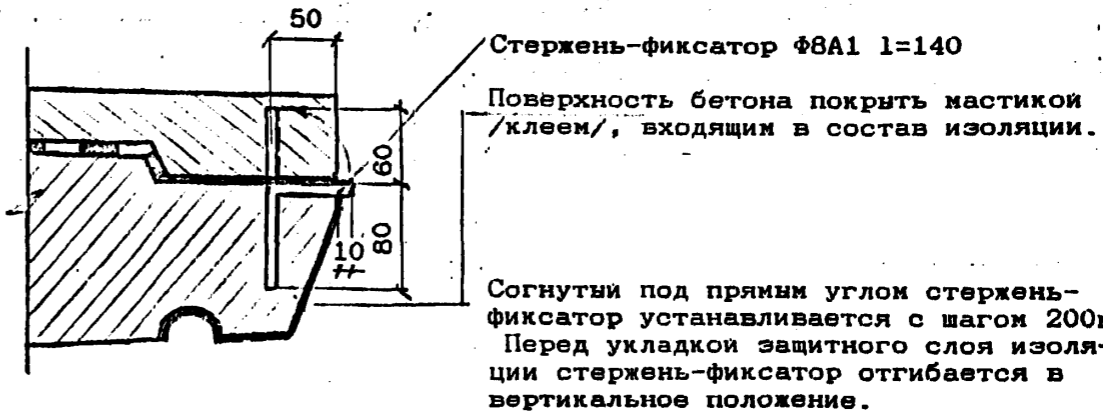 50
Стержень-фиксатор Ф8А1 l=140
Поверхность бетона покрыть мастикой
/клеем/, входящим в состав изоляции.
60
80
10
Согнутый под прямым углом стержень-
фиксатор устанавливается с шагом 200
Перед укладкой защитного слоя изоля-
ции стержень-фиксатор отгибается в
вертикальное положение.